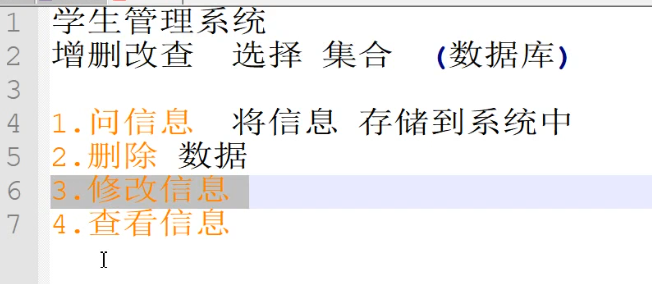 1 学生管理系统
2 增删改查 选择 集合 (数据库)
3
4 1.问信息 将信息 存储到系统中
5 2.删除 数据
6 3.修改信息
7 4.查看信息